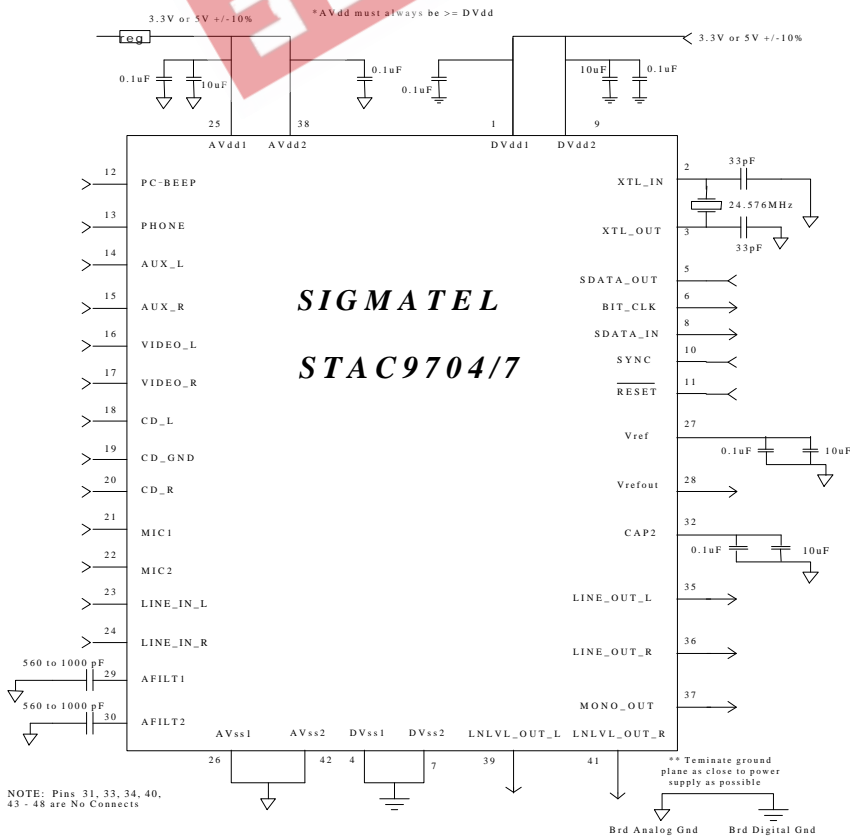 3.3V or 5V +/-10%
*AVdd must always be >= DVdd
reg
3.3V or 5V +/-10%
0.1uF
10uF
0.1uF
0.1uF
10uF
0.1uF
25
38
1
9
AVdd1
AVdd2
DVdd1
DVdd2
12
PC-BEEP
13
PHONE
14
AUX_L
15
AUX_R
16
VIDEO_L
17
VIDEO_R
18
CD_L
19
CD_GND
20
CD_R
21
MIC1
22
MIC2
23
LINE_IN_L
24
LINE_IN_R
560 to 1000 pF
29
AFILT1
560 to 1000 pF
30
AFILT2
SIGMATEL
STAC9704/7
2
XTL_IN
33pF
24.576MHz
XTL_OUT
3
33pF
5
SDATA_OUT
6
BIT_CLK
8
SDATA_IN
10
SYNC
11
RESET
27
Vref
0.1uF
10uF
28
Vrefout
32
CAP2
0.1uF
10uF
35
LINE_OUT_L
36
LINE_OUT_R
37
MONO_OUT
AVss1
AVss2
DVss1
DVss2
LNLVL_OUT_L
LNLVL_OUT_R
26
42
4
7
39
41
** Teminate ground
plane as close to power
supply as possible
NOTE: Pins 31, 33, 34, 40,
43 - 48 are No Connects
Brd Analog Gnd
Brd Digital Gnd